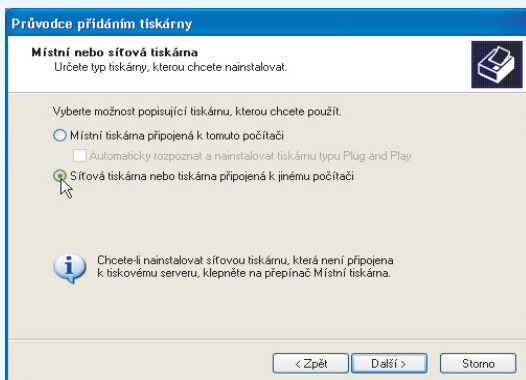 Průvodce přidáním tiskárny
Místní nebo síťová tiskárna
Určete typ tiskárny, kterou chcete nainstalovat.
Vyberte možnost popisující tiskárnu, kterou chcete použít.
Místní tiskárna připojená k tomuto počítači
Automaticky rozpoznat a nainstalovat tiskárnu typu Plug and Play
Síťová tiskárna nebo tiskárna připojená k jinému počítači
Chcete-li nainstalovat síťovou tiskárnu, která není připojena
k tiskovému serveru, klepněte na přepínač Místní tiskárna.
< Zpět Další > Storno